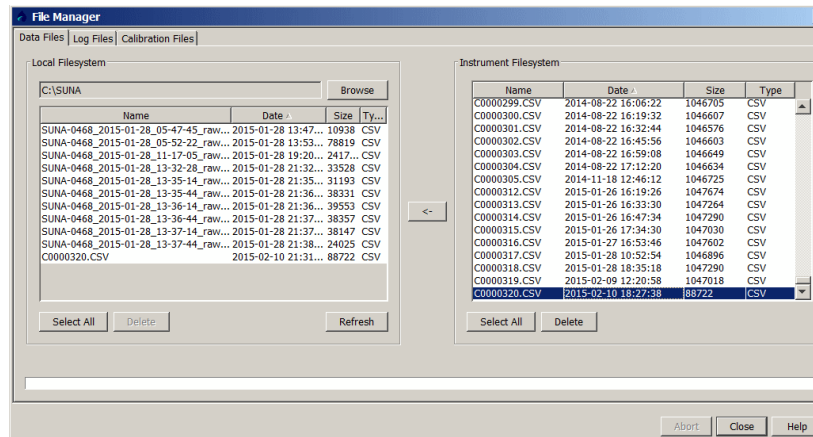 File Manager
Data Files Log Files Calibration Files
Local Filesystem
C:\SUNA Browse
Name Date Size Ty...
SUNA-0468_2015-01-28_05-47-45_raw... 2015-01-28 13:47... 10938 CSV
SUNA-0468_2015-01-28_05-52-22_raw... 2015-01-28 13:53... 78819 CSV
SUNA-0468_2015-01-28_11-17-05_raw... 2015-01-28 19:20... 2417... CSV
SUNA-0468_2015-01-28_13-32-28_raw... 2015-01-28 21:32... 33528 CSV
SUNA-0468_2015-01-28_13-35-14_raw... 2015-01-28 21:35... 31193 CSV
SUNA-0468_2015-01-28_13-35-44_raw... 2015-01-28 21:36... 38331 CSV
SUNA-0468_2015-01-28_13-36-14_raw... 2015-01-28 21:36... 39553 CSV
SUNA-0468_2015-01-28_13-36-44_raw... 2015-01-28 21:37... 38357 CSV
SUNA-0468_2015-01-28_13-37-14_raw... 2015-01-28 21:37... 38147 CSV
SUNA-0468_2015-01-28_13-37-44_raw... 2015-01-28 21:38... 24025 CSV
C0000320.CSV 2015-02-10 21:31... 88722 CSV
Select All Delete Refresh
<-
Instrument Filesystem
Name Date Size Type
C0000299.CSV 2014-08-22 16:06:22 1046705 CSV
C0000300.CSV 2014-08-22 16:19:32 1046607 CSV
C0000301.CSV 2014-08-22 16:32:44 1046576 CSV
C0000302.CSV 2014-08-22 16:45:56 1046603 CSV
C0000303.CSV 2014-08-22 16:59:08 1046649 CSV
C0000304.CSV 2014-08-22 17:12:20 1046634 CSV
C0000305.CSV 2014-11-18 12:46:12 1046725 CSV
C0000312.CSV 2015-01-26 16:19:26 1047674 CSV
C0000313.CSV 2015-01-26 16:33:30 1047264 CSV
C0000314.CSV 2015-01-26 16:47:34 1047290 CSV
C0000315.CSV 2015-01-26 17:34:30 1047030 CSV
C0000316.CSV 2015-01-27 16:53:46 1047602 CSV
C0000317.CSV 2015-01-28 10:52:54 1046896 CSV
C0000318.CSV 2015-01-28 18:35:18 1047290 CSV
C0000319.CSV 2015-02-09 12:20:58 1047018 CSV
C0000320.CSV 2015-02-10 18:27:38 88722 CSV
Select All Delete
Abort Close Help